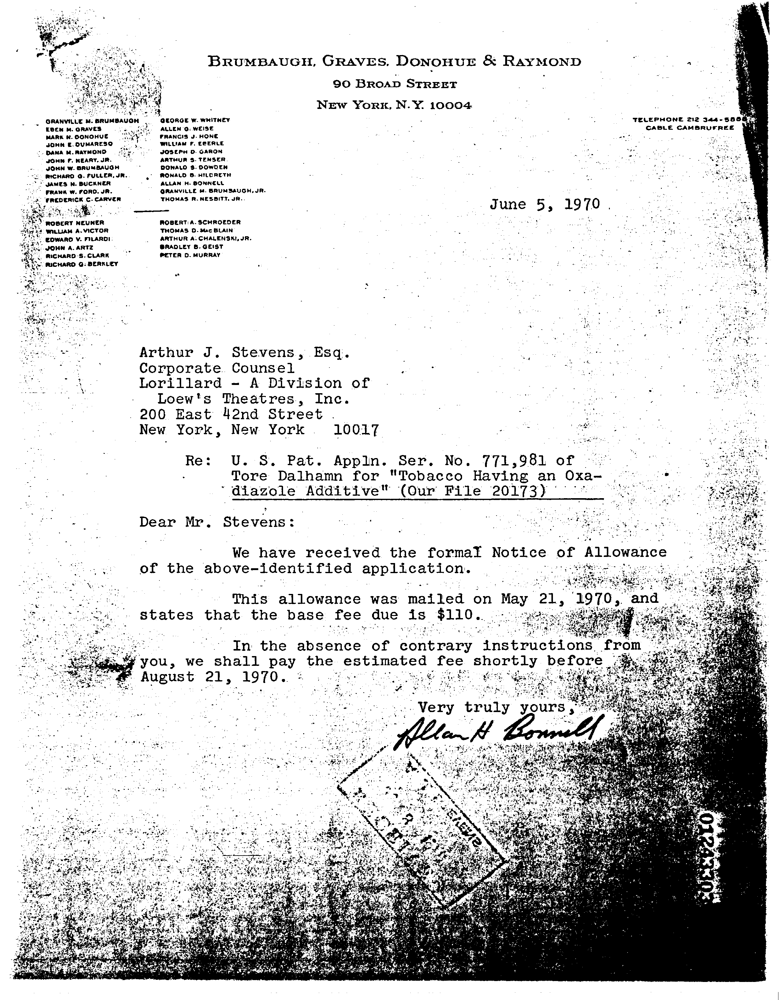 BRUMBAUGH, GRAVES, DONOHUE & RAYMOND
90 BROAD STREET
NEW YORK, N.Y. 10004
TELEPHONE 212 344-
CABLE CAMBRUFREE
GRANVILLE M. BRUMBAUGH
EBEN M. GRAVES
MARK N. DONOHUE
JOHN E. DUMARESQ
DANA M. RAYMOND
JOHN F. NEARY, JR.
JOHN W. BRUMBAUGH
RICHARD G. FULLER, JR.
JAMES N. BUCKNER
FRANK W. FORD, JR.
FREDERICK C. CARVER
GEORGE W. WHITNEY
ALLEN G. WEISE
FRANCIS J. HONE
WILLIAM F. EBERLE
JOSEPH D. GARON
ARTHUR S. TENSER
DONALD S. DOWDEN
RONALD B. HILDRETH
ALLAN H. BONNELL
GRANVILLE M. BRUMBAUGH, JR.
THOMAS R. NESBITT, JR.
ROBERT NEUNER
WILLIAM A. VICTOR
EDWARD V. FILARDI
JOHN A. ARTZ
RICHARD S. CLARK
RICHARD G. BERKLEY
ROBERT A. SCHROEDER
THOMAS D. MacBLAIN
ARTHUR A. CHALENSKI, JR.
BRADLEY B. GEIST
PETER D. MURRAY
June 5, 1970
Arthur J. Stevens, Esq.
Corporate Counsel
Lorillard - A Division of
Loew's Theatres, Inc.
200 East 42nd Street
New York, New York 10017
Re: U. S. Pat. Appln. Ser. No. 771,981 of
Tore Dalhamn for "Tobacco Having an Oxa-
diazole Additive" (Our File 20173)
Dear Mr. Stevens:
We have received the formal Notice of Allowance
of the above-identified application.
This allowance was mailed on May 21, 1970, and
states that the base fee due is $110.
In the absence of contrary instructions from
you, we shall pay the estimated fee shortly before
August 21, 1970.
Very truly yours,
Allan H Bonnell